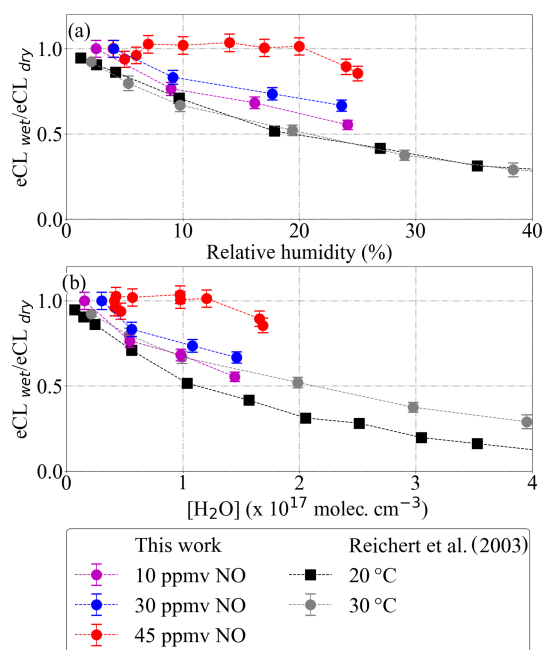 (a)
1.0
0.5
0.0
eCL wet/eCL dry
0 10 20 30 40
Relative humidity (%)
(b)
1.0
0.5
0.0
eCL wet/eCL dry
0 1 2 3 4
[H2O] (x 10^17 molec. cm−3)
This work Reichert et al. (2003)
10 ppmv NO 20 °C
30 ppmv NO 30 °C
45 ppmv NO